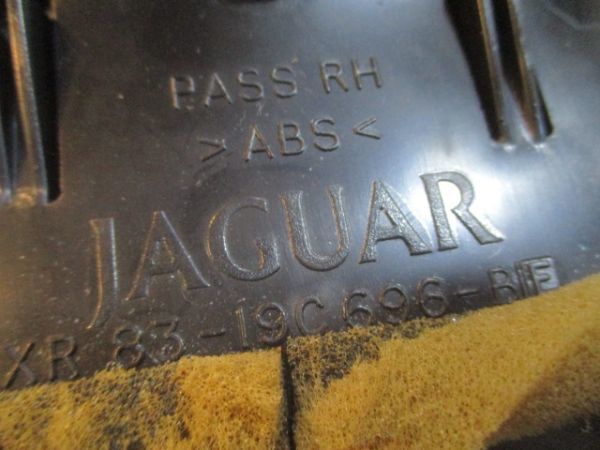 PASS RH
>ABS<
JAGUAR
XR 83-19C696-BF